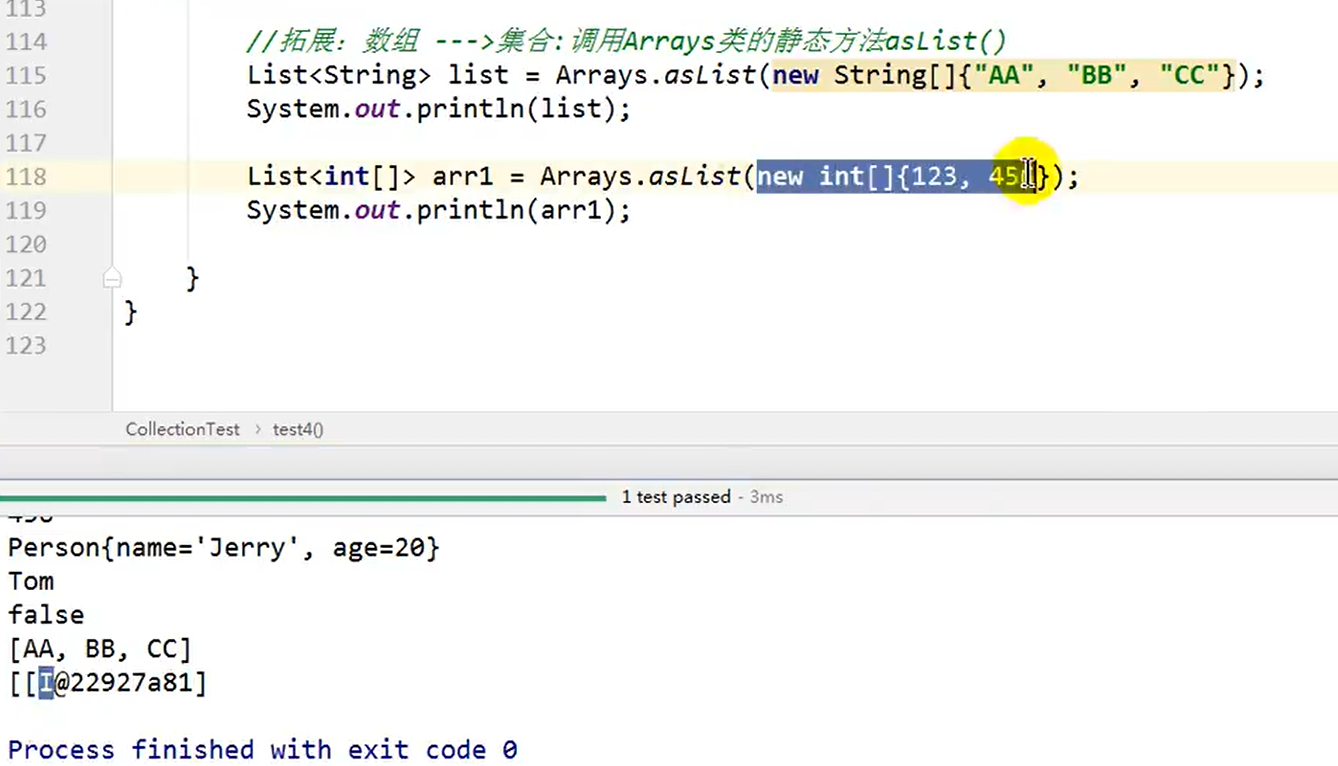 113
114 //拓展：数组 --->集合:调用Arrays类的静态方法asList()
115 List<String> list = Arrays.asList(new String[]{"AA", "BB", "CC"});
116 System.out.println(list);
117
118 List<int[]> arr1 = Arrays.asList(new int[]{123, 45});
119 System.out.println(arr1);
120
121 }
122 }
123
CollectionTest › test4()
1 test passed - 3ms
Person{name='Jerry', age=20}
Tom
false
[AA, BB, CC]
[[I@22927a81]
Process finished with exit code 0